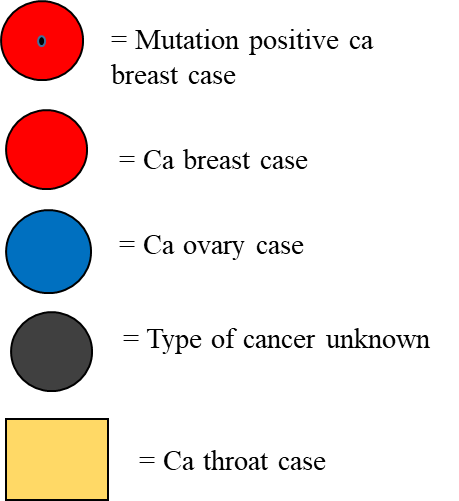 = Mutation positive ca
breast case
= Ca breast case
= Ca ovary case
= Type of cancer unknown
= Ca throat case